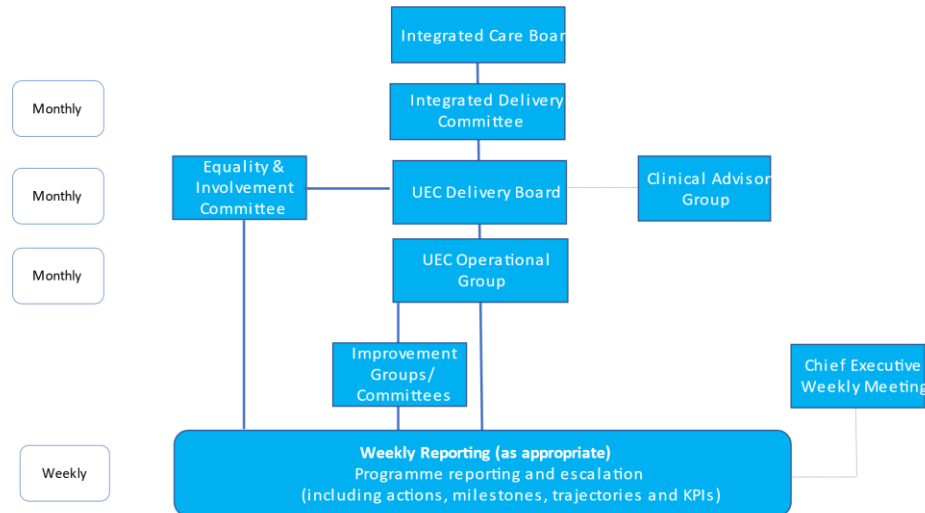 Integrated Care Boar
Monthly
Integrated Delivery
Committee
Monthly
Equality &
Involvement
Committee
UEC Delivery Board
Clinical Advisor
Group
Monthly
UEC Operational
Group
Improvement
Groups/
Committees
Chief Executive
Weekly Meeting
Weekly
Weekly Reporting (as appropriate)
Programme reporting and escalation
(including actions, milestones, trajectories and KPIs)